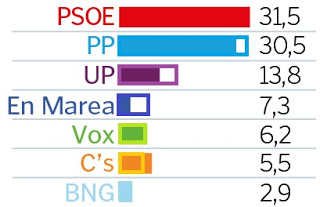 PSOE 31,5
PP 30,5
UP 13,8
En Marea 7,3
Vox 6,2
C's 5,5
BNG 2,9